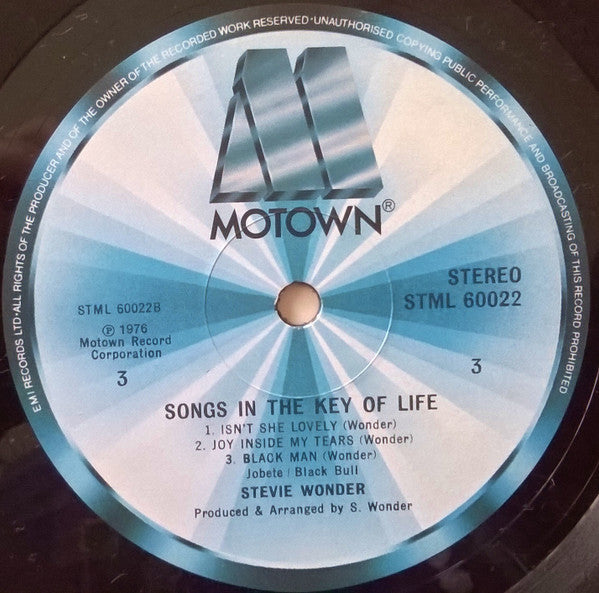 EMI RECORDS LTD·ALL RIGHTS OF THE PRODUCER AND OF THE OWNER OF THE RECORDED WORK RESERVED·UNAUTHORISED COPYING PUBLIC PERFORMANCE AND BROADCASTING OF THIS RECORD PROHIBITED
M
MOTOWN®
STEREO
STML 60022
STML 60022B
℗ 1976
Motown Record
Corporation
3
3
SONGS IN THE KEY OF LIFE
1. ISN'T SHE LOVELY (Wonder)
2. JOY INSIDE MY TEARS (Wonder)
3. BLACK MAN (Wonder)
Jobete | Black Bull
STEVIE WONDER
Produced & Arranged by S. Wonder